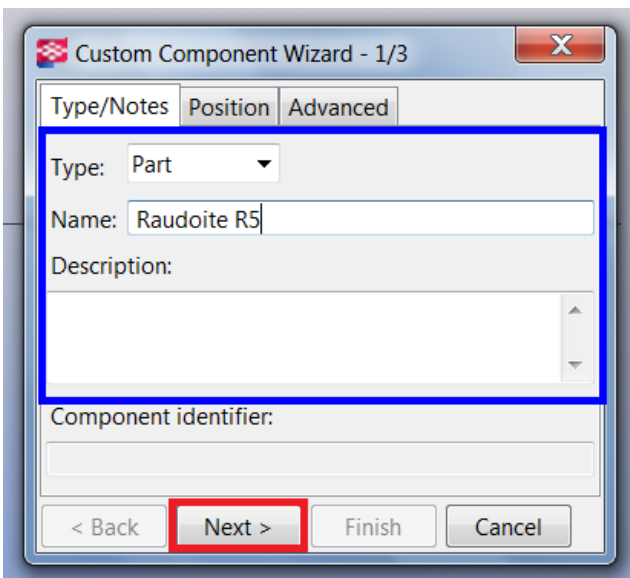 Custom Component Wizard - 1/3
X
Type/Notes Position Advanced
Type: Part
Name: Raudoite R5
Description:
Component identifier:
< Back Next > Finish Cancel